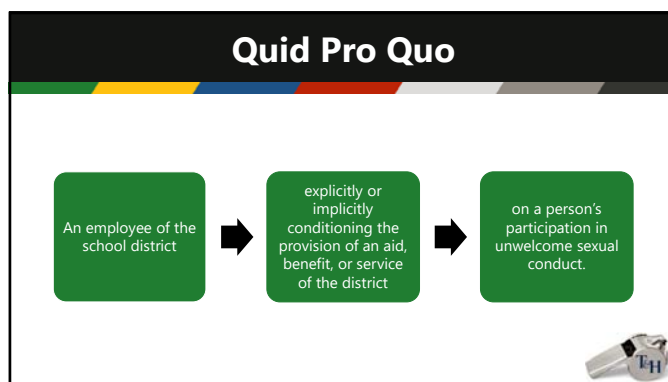 Quid Pro Quo
An employee of the
school district
explicitly or
implicitly
conditioning the
provision of an aid,
benefit, or service
of the district
on a person's
participation in
unwelcome sexual
conduct.
T&H